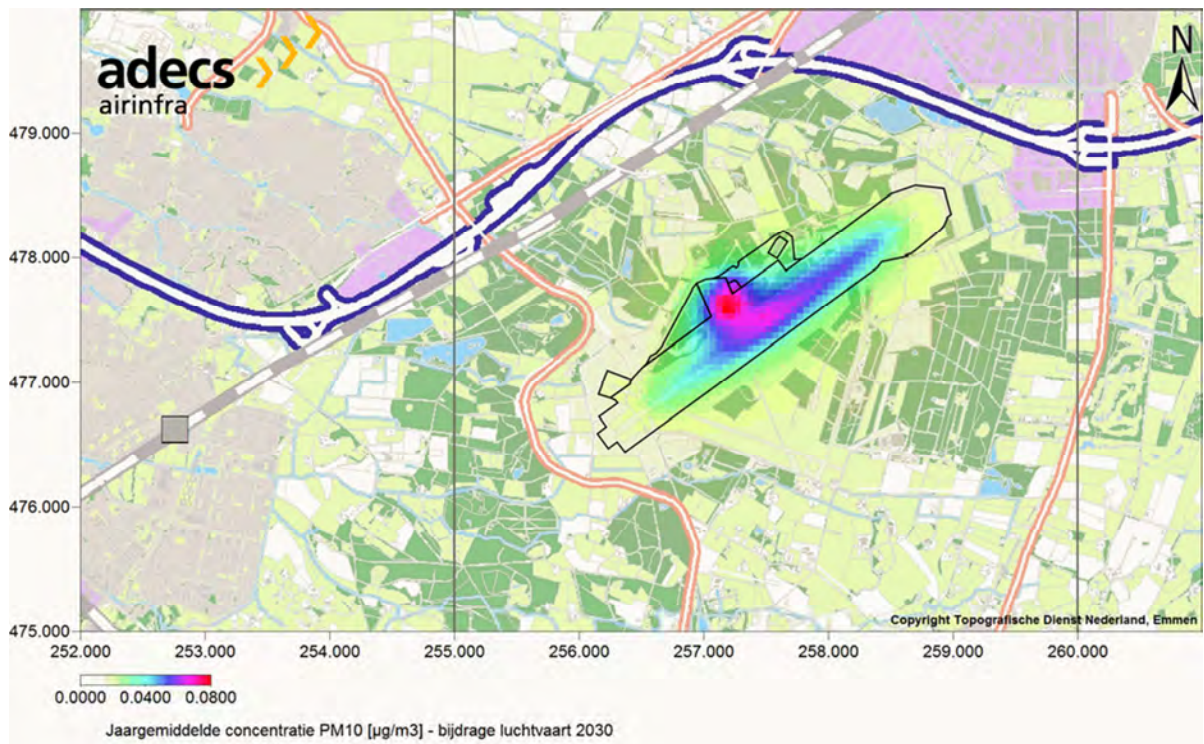 adecs
airinfra
N
479.000
478.000
477.000
476.000
475.000
Copyright Topografische Dienst Nederland, Emmen
252.000 253.000 254.000 255.000 256.000 257.000 258.000 259.000 260.000
0.0000 0.0400 0.0800
Jaargemiddelde concentratie PM10 [µg/m3] - bijdrage luchtvaart 2030